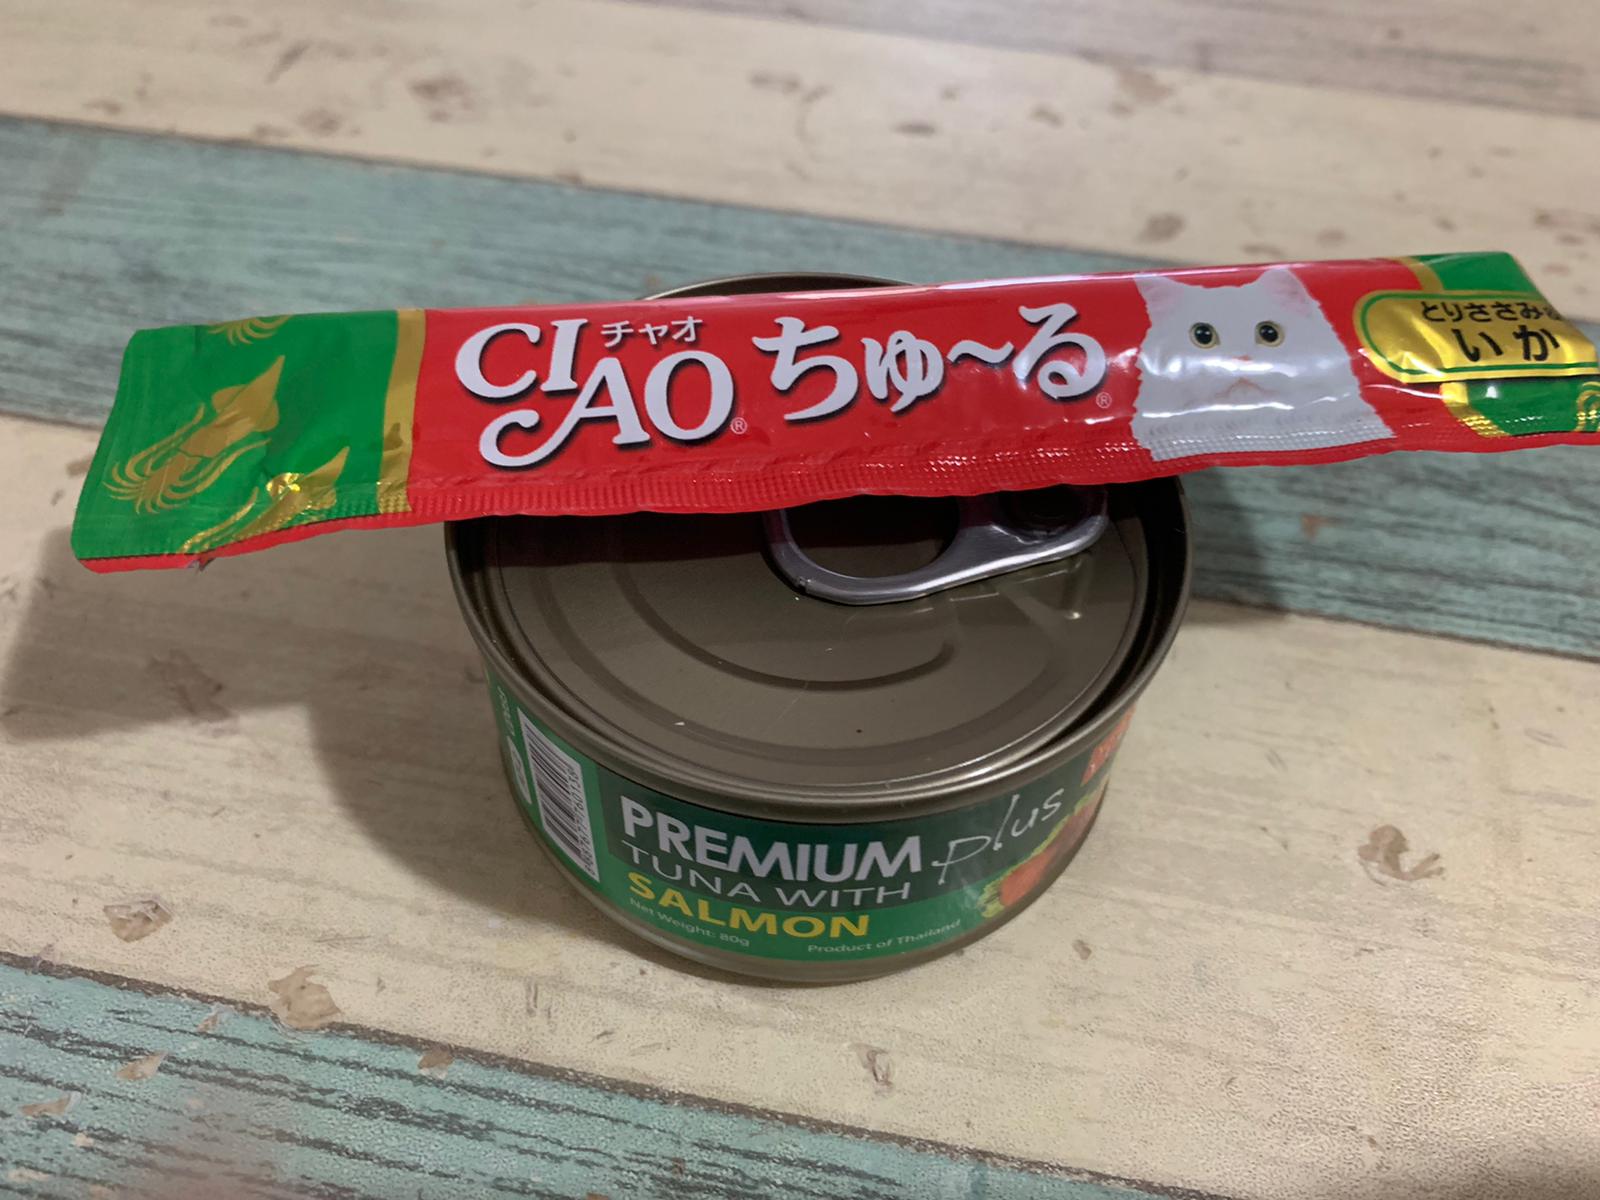 CIAO
チャオ
ちゅ〜る
とりささみ&
いか
PREMIUM plus
TUNA WITH
SALMON
Net Weight: 80g
Product of Thailand